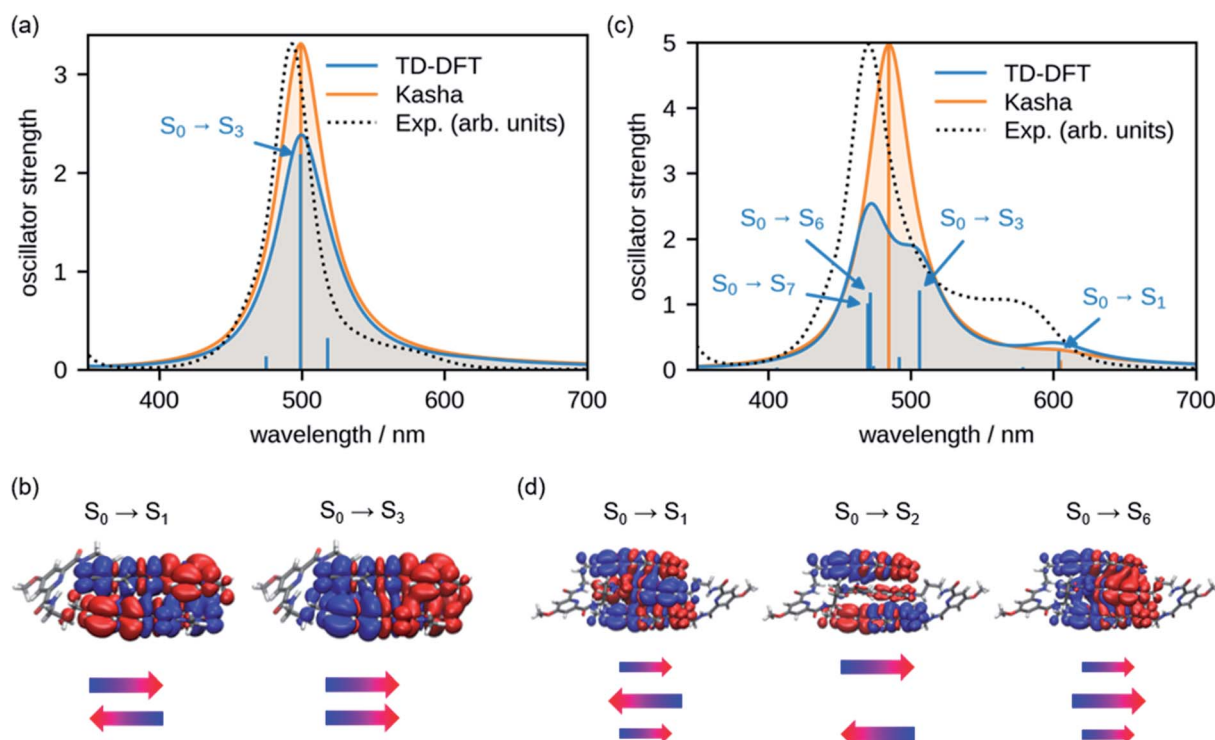 (a)
3
2
1
0
oscillator strength
TD-DFT
Kasha
Exp. (arb. units)
S₀ → S₃
400
500
600
700
wavelength / nm
(c)
5
4
3
2
1
0
oscillator strength
TD-DFT
Kasha
Exp. (arb. units)
S₀ → S₆
S₀ → S₃
S₀ → S₇
S₀ → S₁
400
500
600
700
wavelength / nm
(b)
S₀ → S₁
S₀ → S₃
(d)
S₀ → S₁
S₀ → S₂
S₀ → S₆